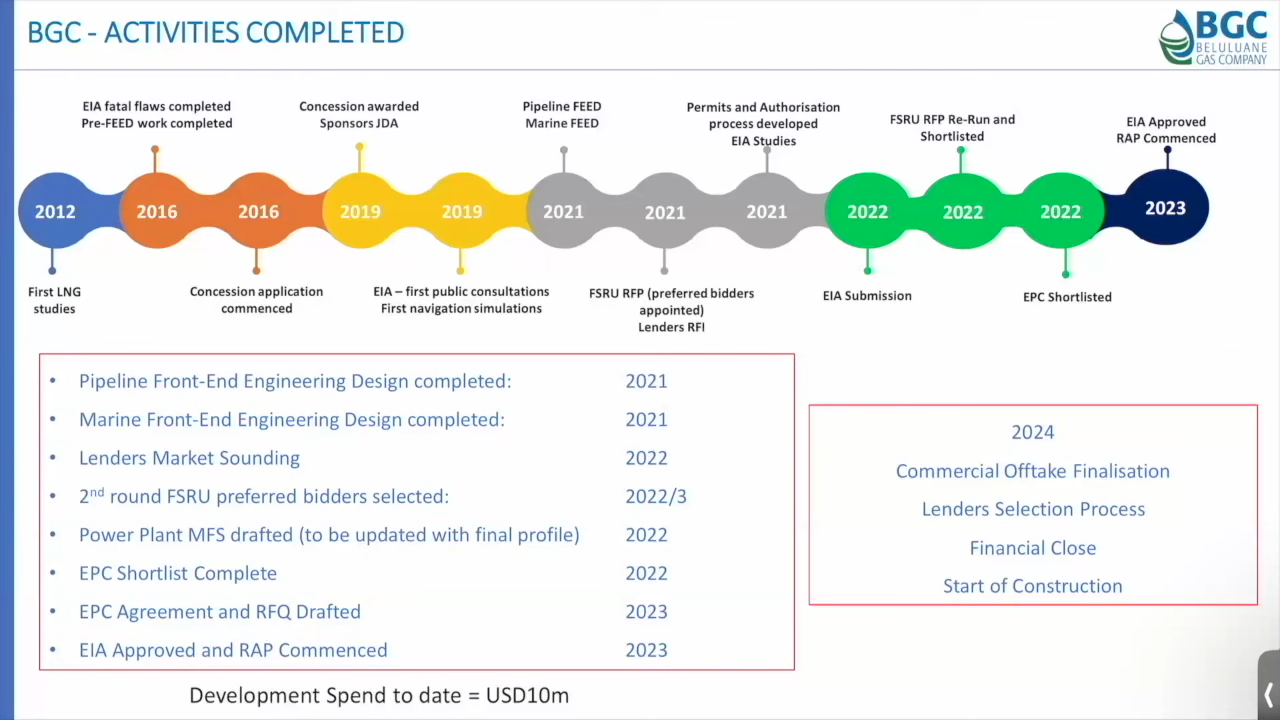 BGC - ACTIVITIES COMPLETED
BGC
BELULUANE
GAS COMPANY
EIA fatal flaws completed
Pre-FEED work completed
Concession awarded
Sponsors JDA
Pipeline FEED
Marine FEED
Permits and Authorisation
process developed
EIA Studies
FSRU RFP Re-Run and
Shortlisted
EIA Approved
RAP Commenced
2012 2016 2016 2019 2019 2021 2021 2021 2022 2022 2022 2023
First LNG
studies
Concession application
commenced
EIA – first public consultations
First navigation simulations
FSRU RFP (preferred bidders
appointed)
Lenders RFI
EIA Submission
EPC Shortlisted
• Pipeline Front-End Engineering Design completed: 2021
• Marine Front-End Engineering Design completed: 2021
• Lenders Market Sounding 2022
• 2nd round FSRU preferred bidders selected: 2022/3
• Power Plant MFS drafted (to be updated with final profile) 2022
• EPC Shortlist Complete 2022
• EPC Agreement and RFQ Drafted 2023
• EIA Approved and RAP Commenced 2023
2024
Commercial Offtake Finalisation
Lenders Selection Process
Financial Close
Start of Construction
Development Spend to date = USD10m